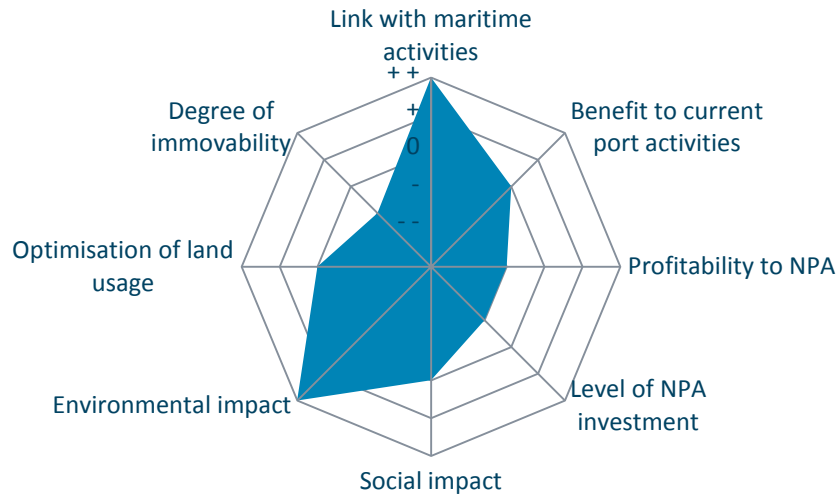 Link with maritime
activities
+ +
+
0
-
- -
Degree of
immovability
Benefit to current
port activities
Optimisation of land
usage
Profitability to NPA
Environmental impact
Level of NPA
investment
Social impact